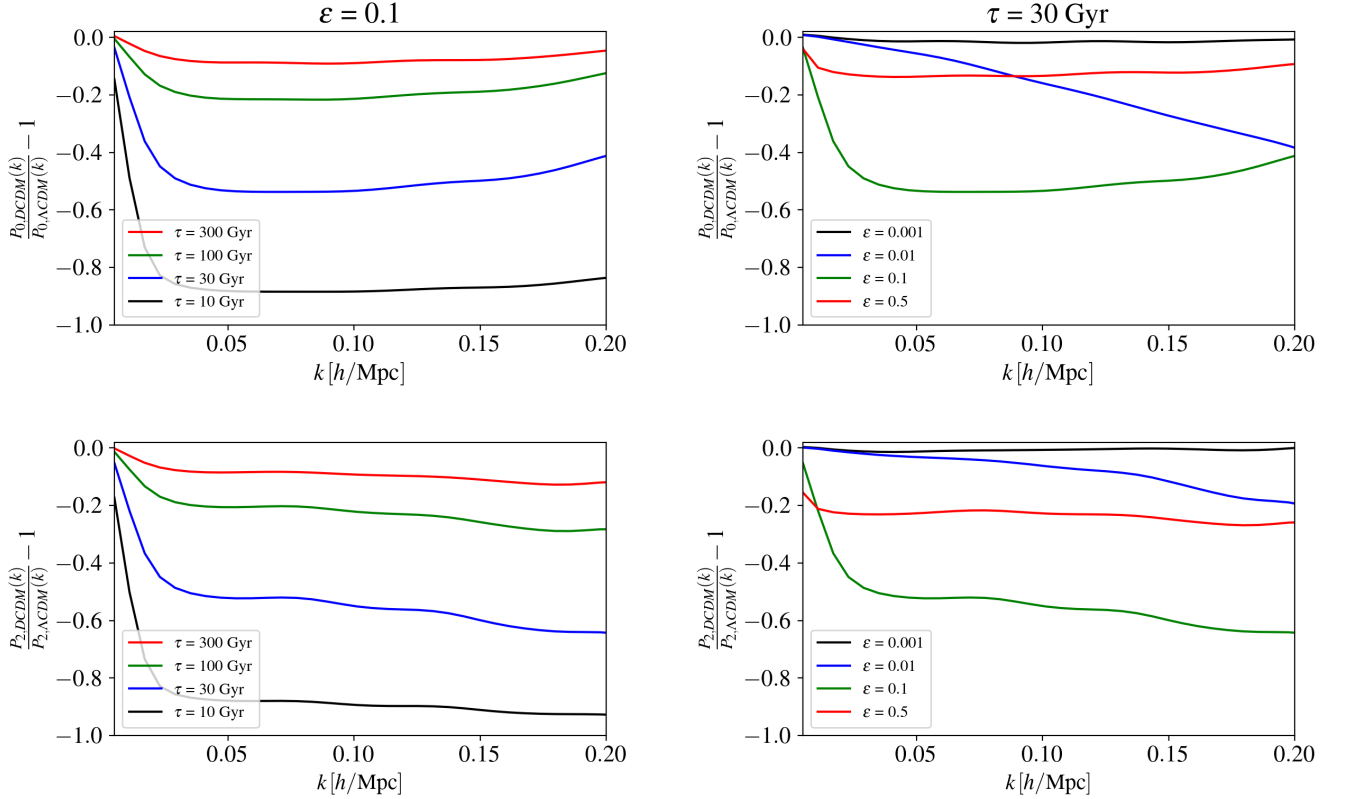 ε = 0.1
0.0
−0.2
−0.4
−0.6
−0.8
−1.0
P0,DCDM(k)/P0,ΛCDM(k) − 1
τ = 300 Gyr
τ = 100 Gyr
τ = 30 Gyr
τ = 10 Gyr
0.05 0.10 0.15 0.20
k [h/Mpc]
τ = 30 Gyr
0.0
−0.2
−0.4
−0.6
−0.8
−1.0
P0,DCDM(k)/P0,ΛCDM(k) − 1
ε = 0.001
ε = 0.01
ε = 0.1
ε = 0.5
0.05 0.10 0.15 0.20
k [h/Mpc]
0.0
−0.2
−0.4
−0.6
−0.8
−1.0
P2,DCDM(k)/P2,ΛCDM(k) − 1
τ = 300 Gyr
τ = 100 Gyr
τ = 30 Gyr
τ = 10 Gyr
0.05 0.10 0.15 0.20
k [h/Mpc]
0.0
−0.2
−0.4
−0.6
−0.8
−1.0
P2,DCDM(k)/P2,ΛCDM(k) − 1
ε = 0.001
ε = 0.01
ε = 0.1
ε = 0.5
0.05 0.10 0.15 0.20
k [h/Mpc]